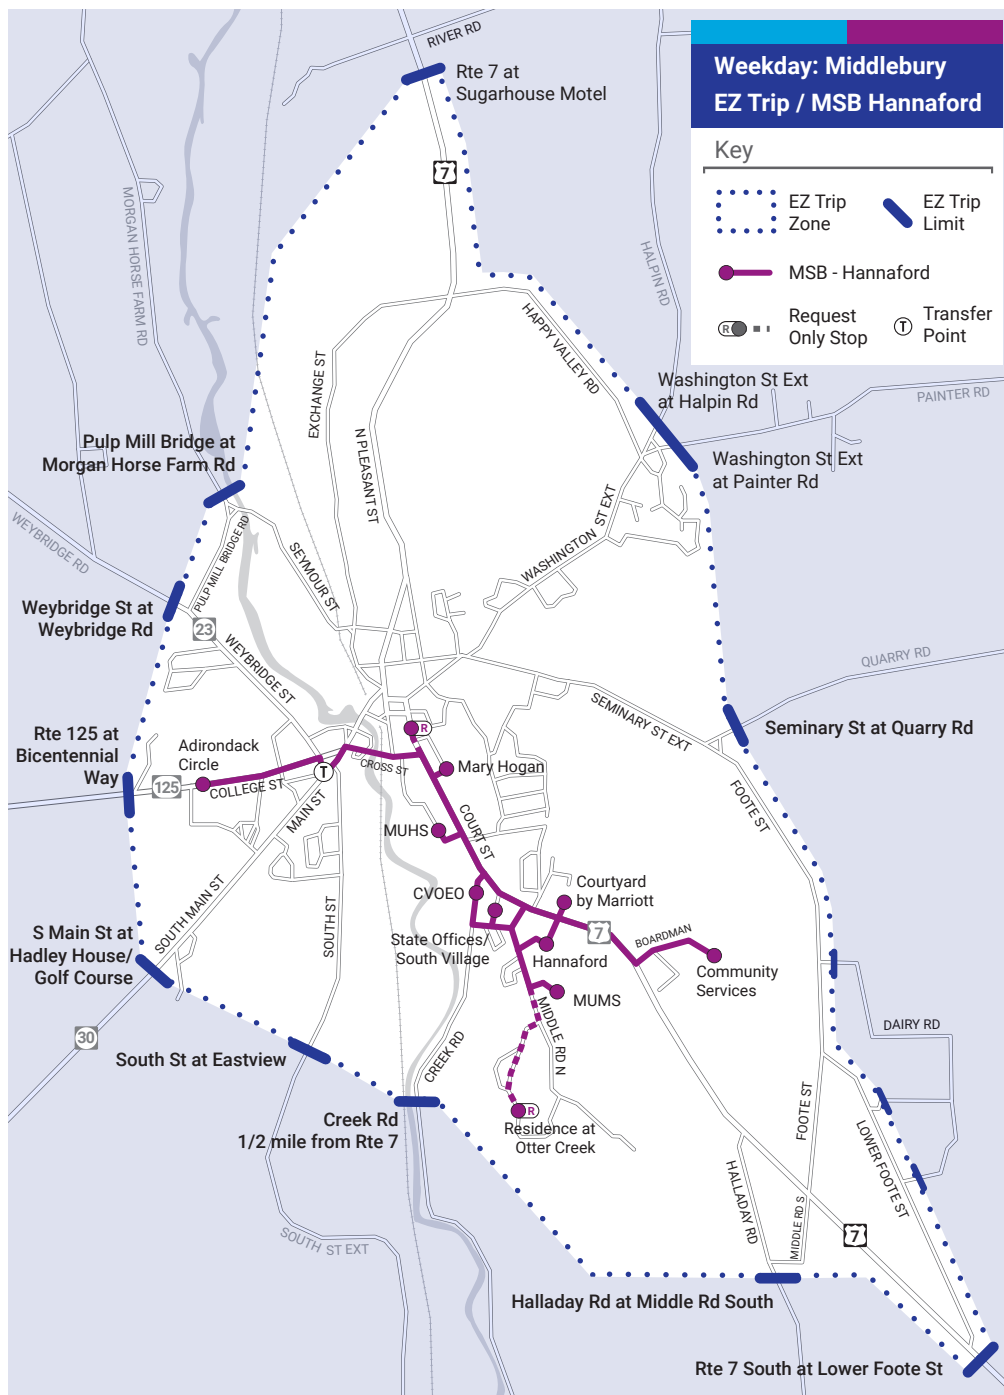 Weekday: Middlebury
EZ Trip / MSB Hannaford
Key
EZ Trip
Zone
EZ Trip
Limit
MSB - Hannaford
R
Request
Only Stop
T
Transfer
Point
RIVER RD
Rte 7 at
Sugarhouse Motel
7
MORGAN HORSE FARM RD
HALPIN RD
HAPPY VALLEY RD
EXCHANGE ST
N PLEASANT ST
Washington St Ext
at Halpin Rd
PAINTER RD
Washington St Ext
at Painter Rd
Pulp Mill Bridge at
Morgan Horse Farm Rd
WEYBRIDGE RD
PULP MILL BRIDGE RD
SEYMOUR ST
WASHINGTON ST EXT
Weybridge St at
Weybridge Rd
23
WEYBRIDGE ST
QUARRY RD
SEMINARY ST EXT
Seminary St at Quarry Rd
Rte 125 at
Bicentennial
Way
Adirondack
Circle
125
COLLEGE ST
T
MAIN ST
CROSS ST
R
Mary Hogan
MUHS
COURT ST
FOOTE ST
CVOEO
Courtyard
by Marriott
State Offices/
South Village
Hannaford
7
BOARDMAN
Community
Services
MUMS
SOUTH MAIN ST
SOUTH ST
S Main St at
Hadley House/
Golf Course
30
South St at Eastview
CREEK RD
MIDDLE RD N
DAIRY RD
Creek Rd
1/2 mile from Rte 7
R
Residence at
Otter Creek
FOOTE ST
LOWER FOOTE ST
HALLADAY RD
MIDDLE RD S
SOUTH ST EXT
7
Halladay Rd at Middle Rd South
Rte 7 South at Lower Foote St